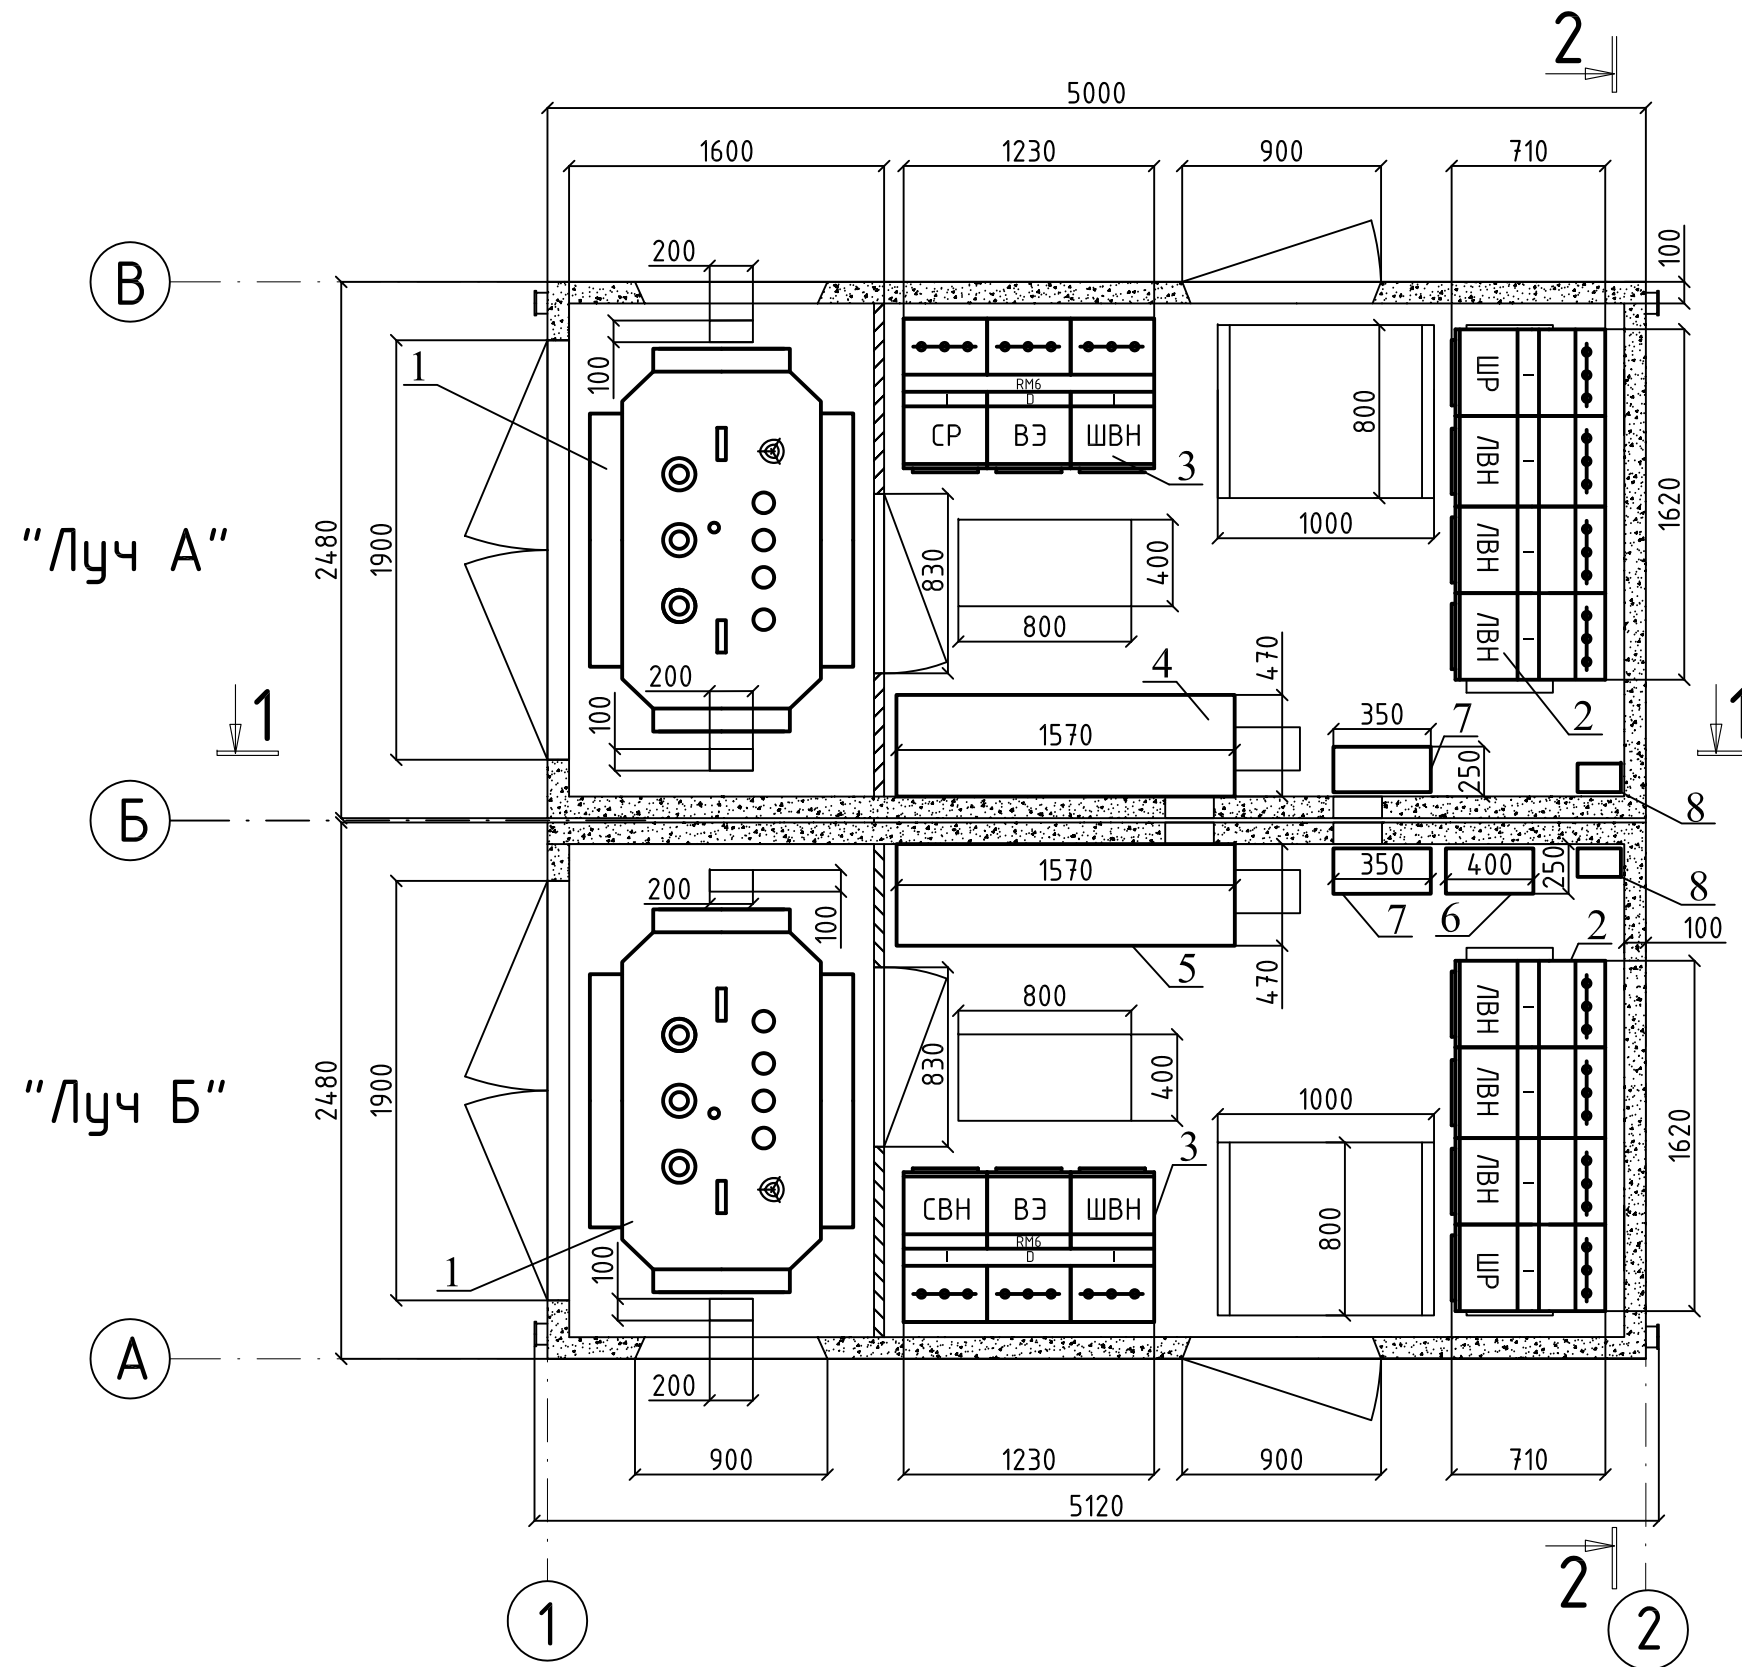 2
5000
1600
1230
900
710
200
100
В
100
1
СР
ВЭ
ШВН
RM6
I
D
I
3
800
1000
ШР
ЛВН
ЛВН
ЛВН
1620
"Луч А"
2480
1900
830
400
800
200
100
470
4
1570
350
7
250
2
1
1
Б
8
200
100
1570
350
400
250
8
7
6
2
100
5
470
"Луч Б"
2480
1900
830
800
400
1000
800
3
СВН
ВЭ
ШВН
RM6
I
D
I
ЛВН
ЛВН
ЛВН
ШР
1620
1
100
А
200
900
1230
900
710
5120
2
1
2